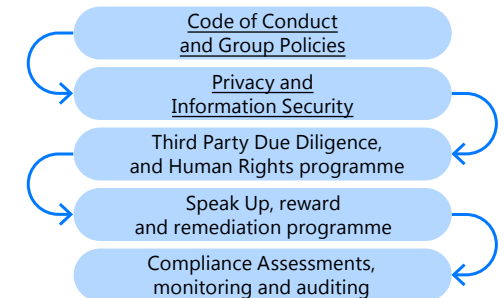 Code of Conduct
and Group Policies
Privacy and
Information Security
Third Party Due Diligence,
and Human Rights programme
Speak Up, reward
and remediation programme
Compliance Assessments,
monitoring and auditing